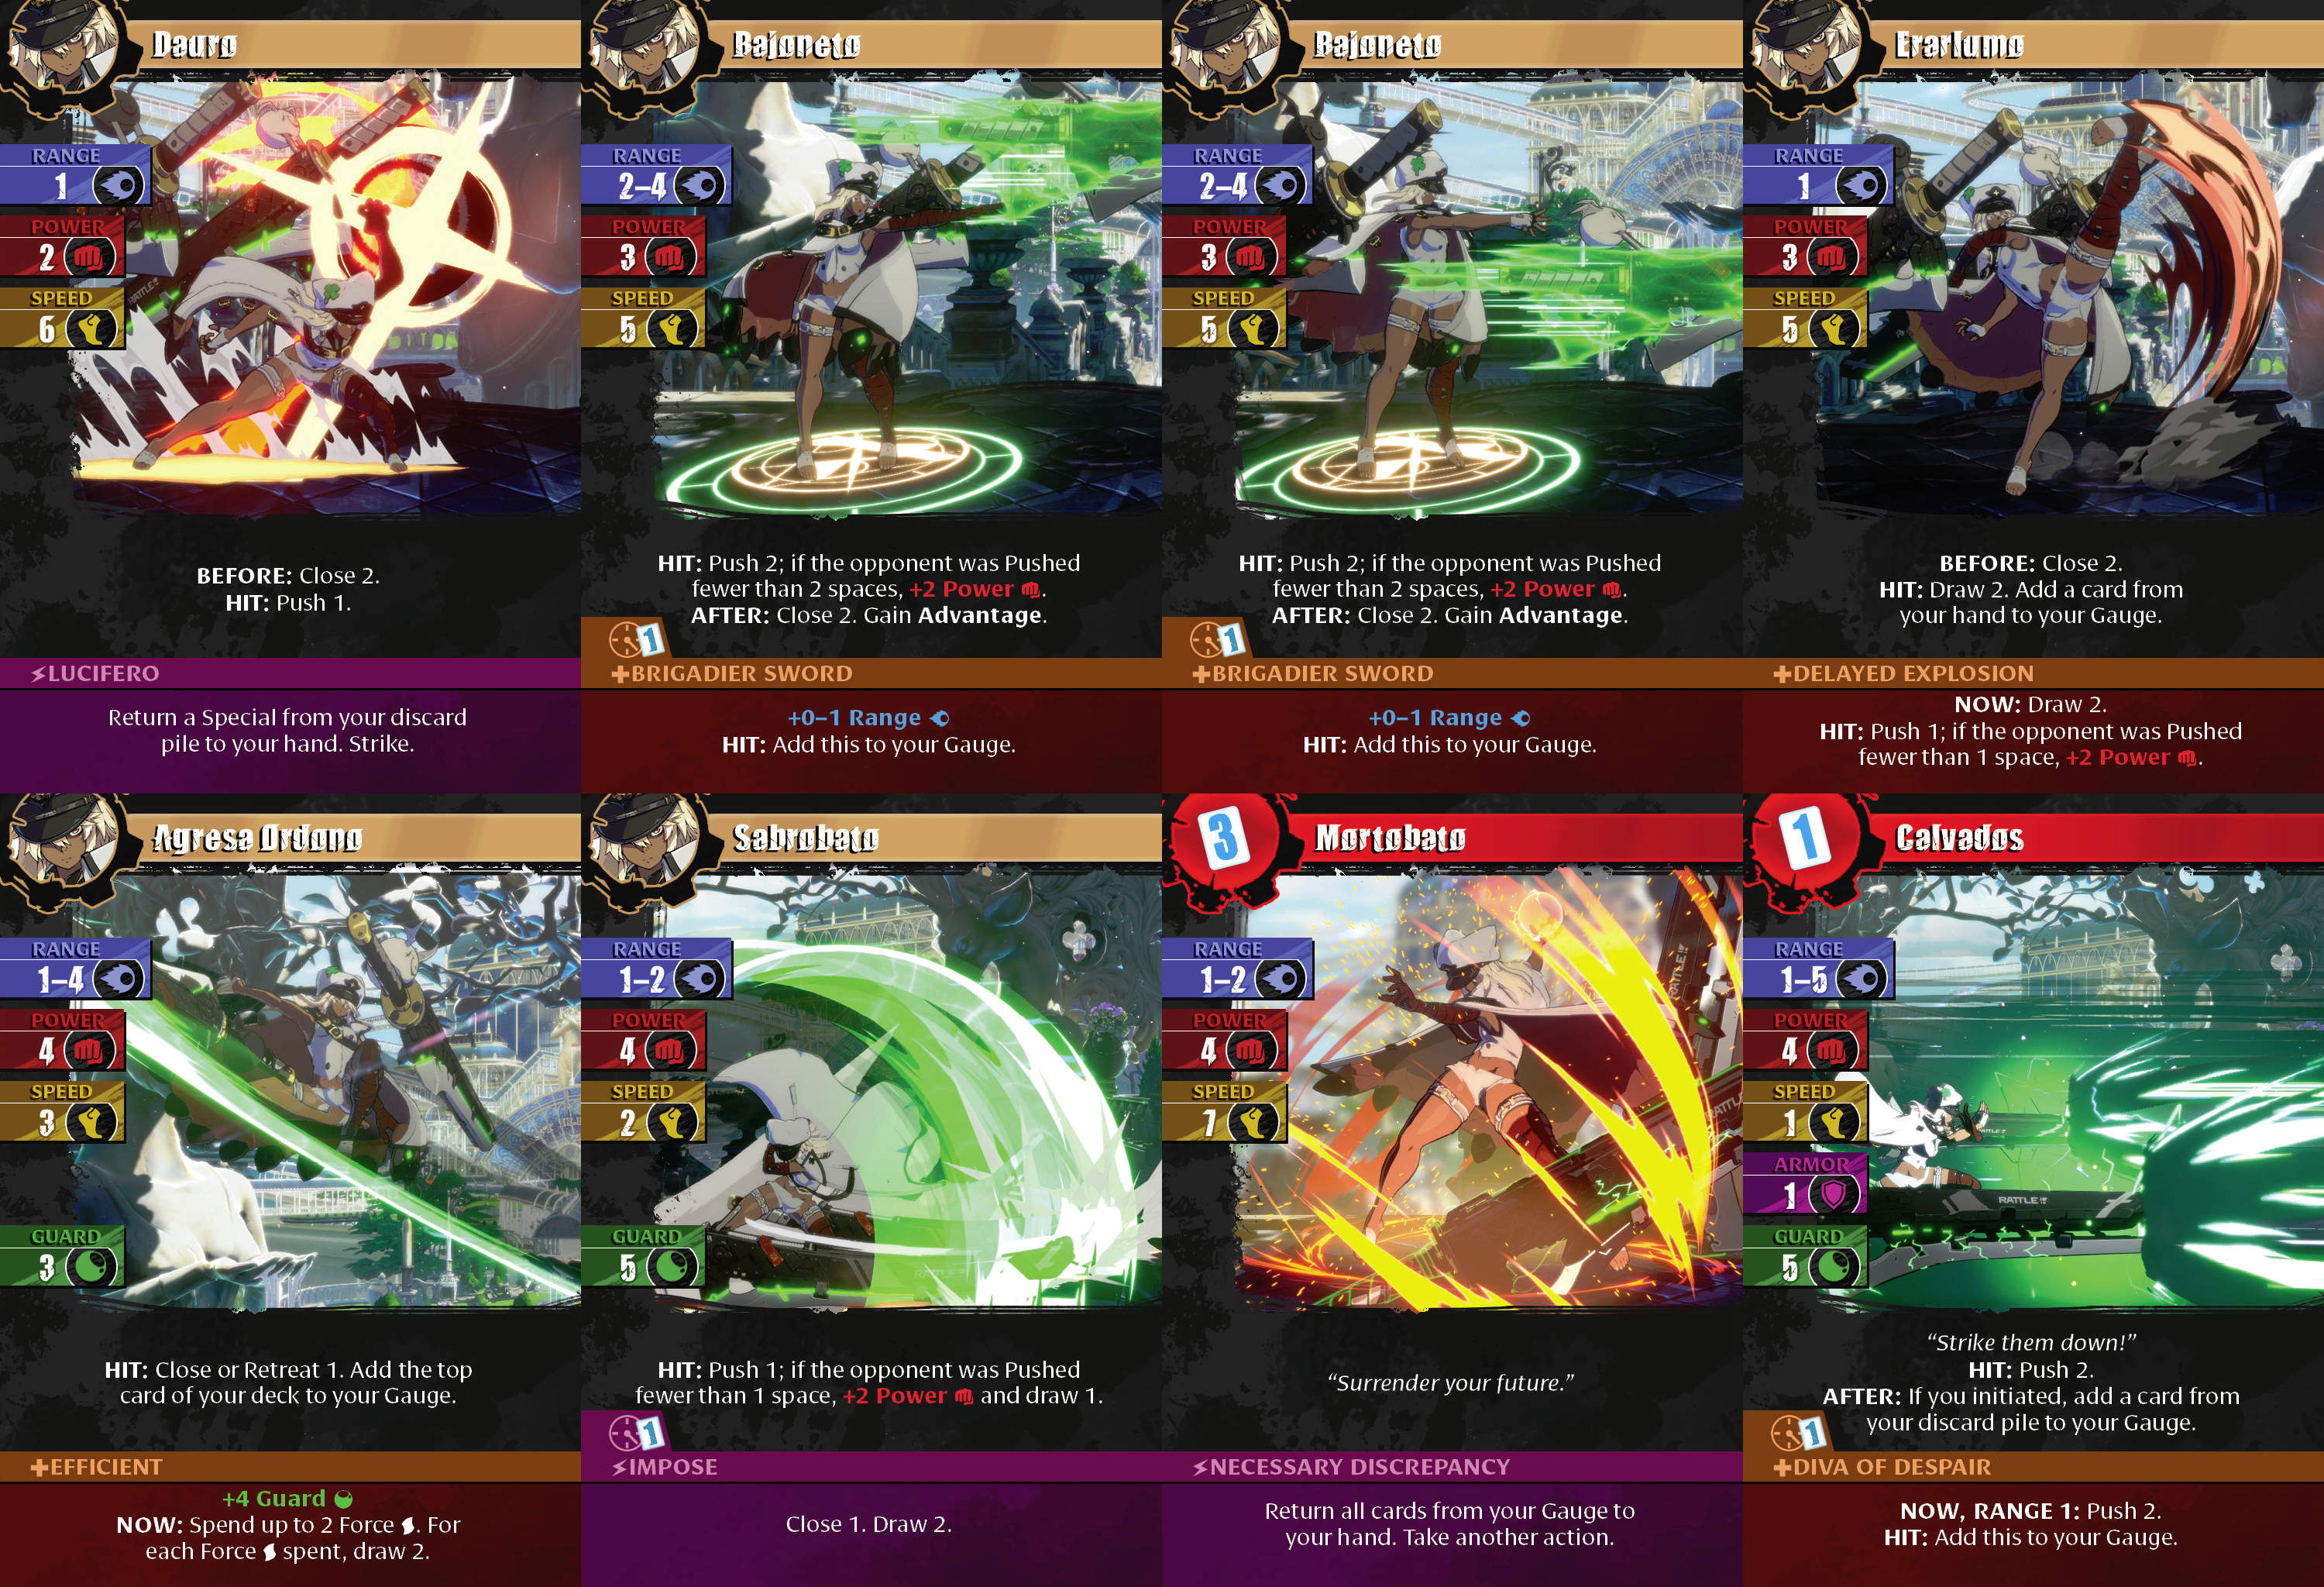 Dauro
RANGE
1
POWER
2
SPEED
6
RATTLE
BEFORE: Close 2.
HIT: Push 1.
LUCIFERO
Return a Special from your discard
pile to your hand. Strike.
Bajoneto
RANGE
2–4
POWER
3
SPEED
5
HIT: Push 2; if the opponent was Pushed
fewer than 2 spaces, +2 Power.
AFTER: Close 2. Gain Advantage.
1
+BRIGADIER SWORD
+0–1 Range
HIT: Add this to your Gauge.
Bajoneto
RANGE
2–4
POWER
3
SPEED
5
HIT: Push 2; if the opponent was Pushed
fewer than 2 spaces, +2 Power.
AFTER: Close 2. Gain Advantage.
1
+BRIGADIER SWORD
+0–1 Range
HIT: Add this to your Gauge.
Erarlumo
RANGE
1
POWER
3
SPEED
5
BEFORE: Close 2.
HIT: Draw 2. Add a card from
your hand to your Gauge.
+DELAYED EXPLOSION
NOW: Draw 2.
HIT: Push 1; if the opponent was Pushed
fewer than 1 space, +2 Power.
Agresa Ordono
RANGE
1–4
POWER
4
SPEED
3
GUARD
3
HIT: Close or Retreat 1. Add the top
card of your deck to your Gauge.
+EFFICIENT
+4 Guard
NOW: Spend up to 2 Force. For
each Force spent, draw 2.
Sabrobato
RANGE
1–2
POWER
4
SPEED
2
GUARD
5
RATTLE
HIT: Push 1; if the opponent was Pushed
fewer than 1 space, +2 Power and draw 1.
1
IMPOSE
Close 1. Draw 2.
3
Mortobato
RANGE
1–2
POWER
4
SPEED
7
RATTLE
RATTLE
“Surrender your future.”
NECESSARY DISCREPANCY
Return all cards from your Gauge to
your hand. Take another action.
1
Calvados
RANGE
1–5
POWER
4
SPEED
1
ARMOR
1
GUARD
5
RATTLE
RATTLE
“Strike them down!”
HIT: Push 2.
AFTER: If you initiated, add a card from
your discard pile to your Gauge.
1
+DIVA OF DESPAIR
NOW, RANGE 1: Push 2.
HIT: Add this to your Gauge.